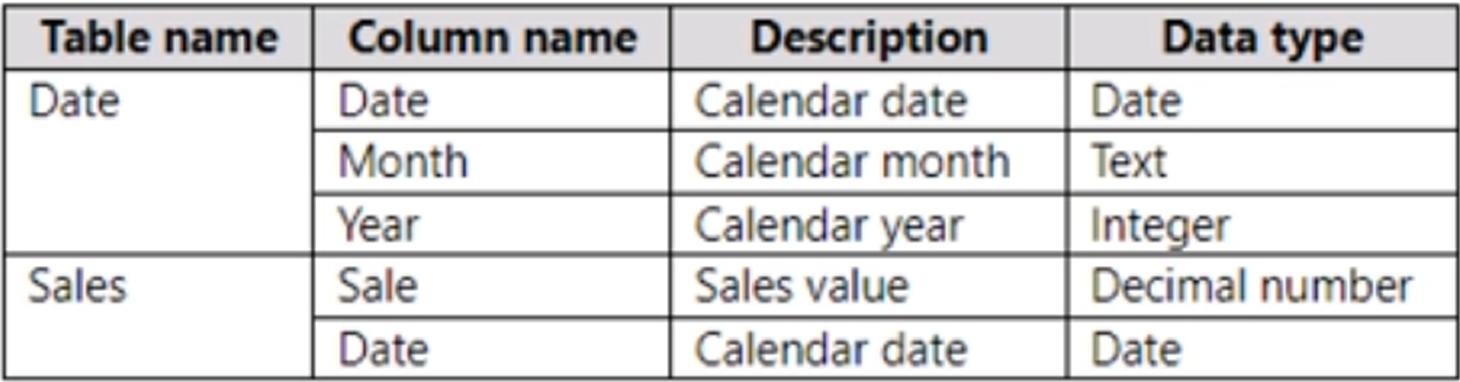 Table name Column name Description Data type
Date Date Calendar date Date
Month Calendar month Text
Year Calendar year Integer
Sales Sale Sales value Decimal number
Date Calendar date Date